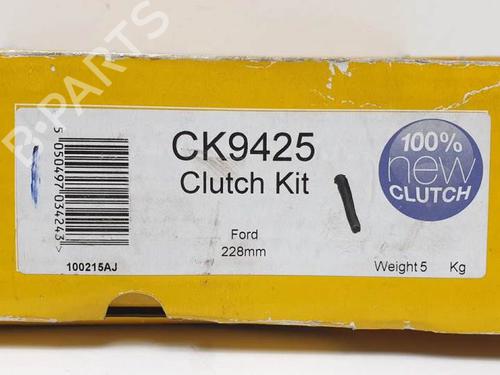 B-PARTS
CK9425
Clutch Kit
Ford
228mm
100%
new
CLUTCH
5 050497 034243 >
100215AJ
Weight 5 Kg